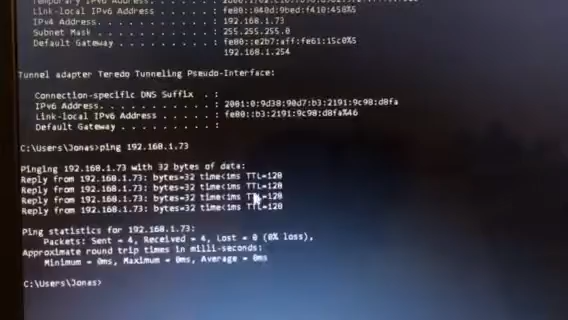 Temporary IPv6 Address. . . . . .
Link-local IPv6 Address . . . . . : fe80::840d:9bed:f410:458%5
IPv4 Address. . . . . . . . . . . : 192.168.1.73
Subnet Mask . . . . . . . . . . . : 255.255.255.0
Default Gateway . . . . . . . . . : fe80::e2b7:aff:fe61:15c0%5
192.168.1.254
Tunnel adapter Teredo Tunneling Pseudo-Interface:
Connection-specific DNS Suffix . :
IPv6 Address. . . . . . . . . . . : 2001:0:9d38:90d7:b3:2191:9c98:d8fa
Link-local IPv6 Address . . . . . : fe80::b3:2191:9c98:d8fa%46
Default Gateway . . . . . . . . . :
C:\Users\Jonas>ping 192.168.1.73
Pinging 192.168.1.73 with 32 bytes of data:
Reply from 192.168.1.73: bytes=32 time<1ms TTL=128
Reply from 192.168.1.73: bytes=32 time<1ms TTL=128
Reply from 192.168.1.73: bytes=32 time<1ms TTL=128
Reply from 192.168.1.73: bytes=32 time<1ms TTL=128
Ping statistics for 192.168.1.73:
Packets: Sent = 4, Received = 4, Lost = 0 (0% loss),
Approximate round trip times in milli-seconds:
Minimum = 0ms, Maximum = 0ms, Average = 0ms
C:\Users\Jonas>